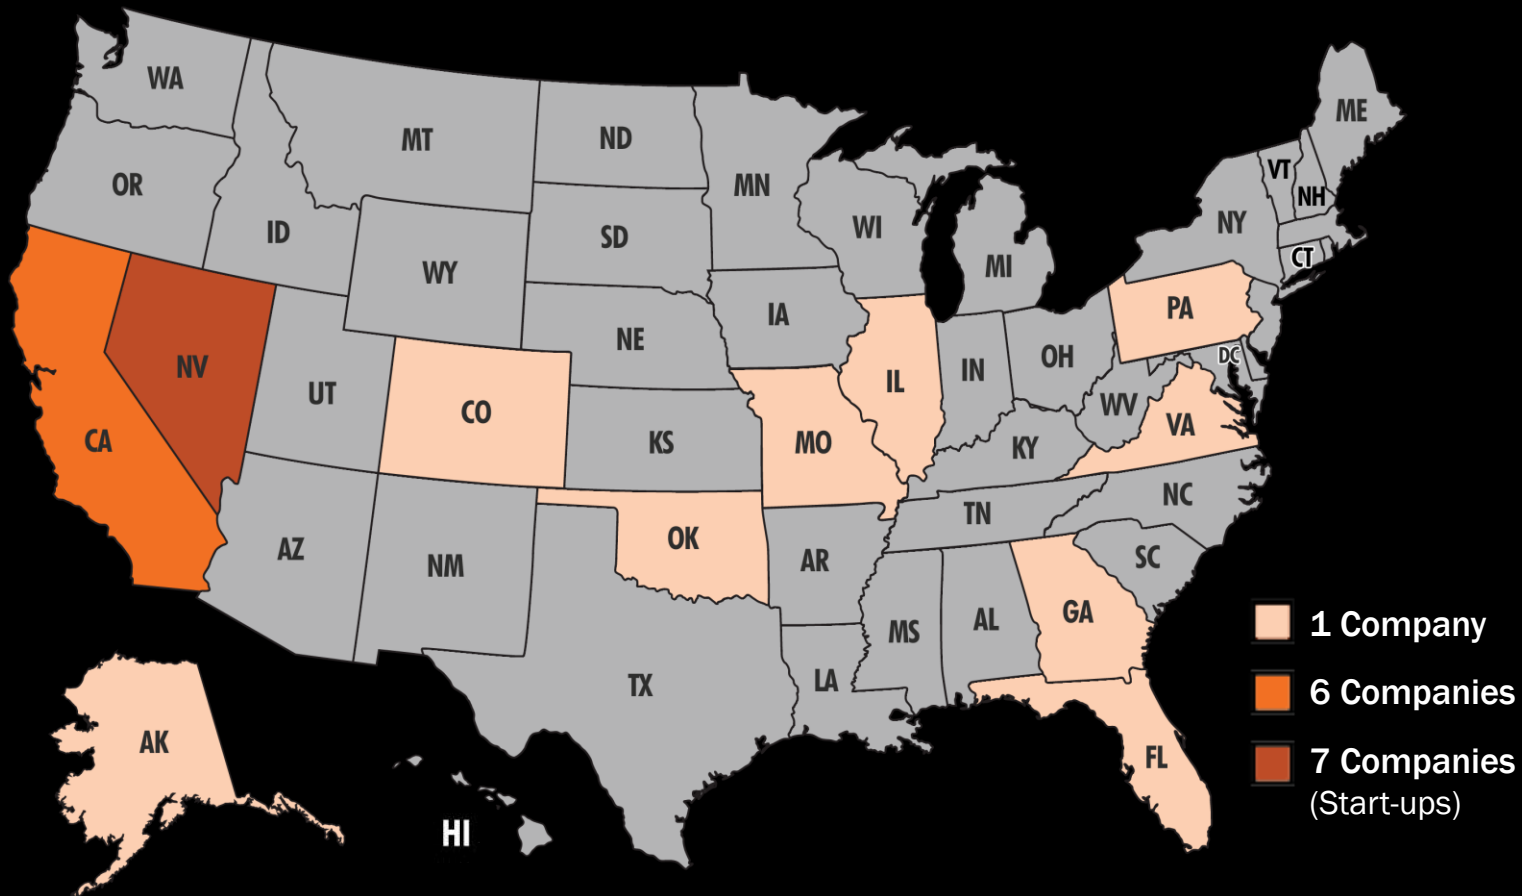 WA
MT
ND
MN
ME
OR
ID
SD
WI
VT
NH
NY
WY
MI
CT
IA
PA
NE
NV
UT
IL
IN
OH
DC
CO
WV
CA
KS
MO
KY
VA
AZ
NM
OK
AR
TN
NC
SC
MS
AL
GA
TX
LA
AK
HI
FL
1 Company
6 Companies
7 Companies
(Start-ups)